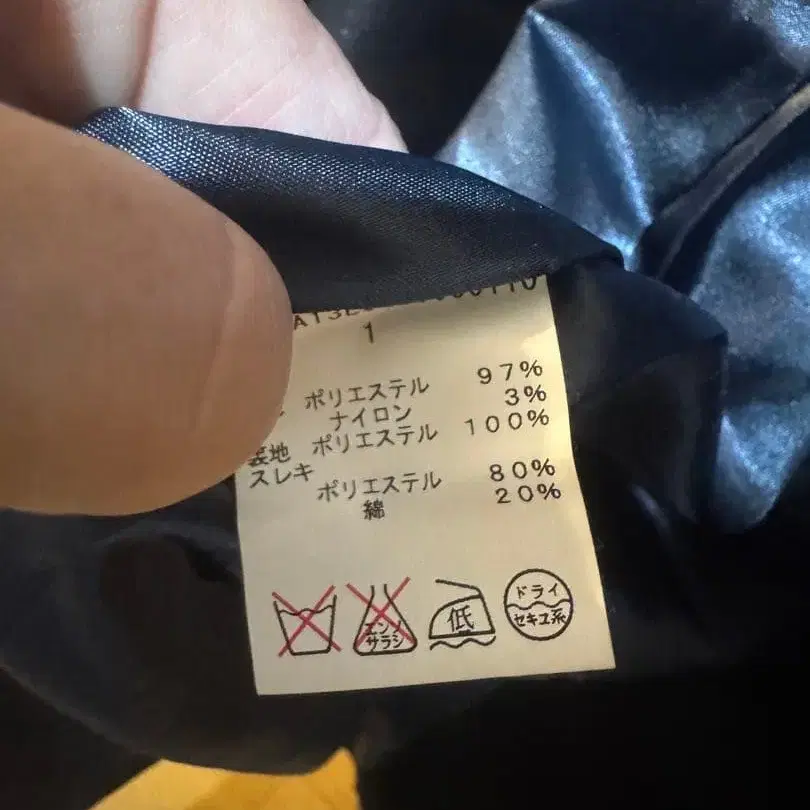 1
ポリエステル 97%
ナイロン 3%
裏地 ポリエステル 100%
スレキ
ポリエステル 80%
綿 20%
エンソ
サラシ
低
ドライ
セキユ系